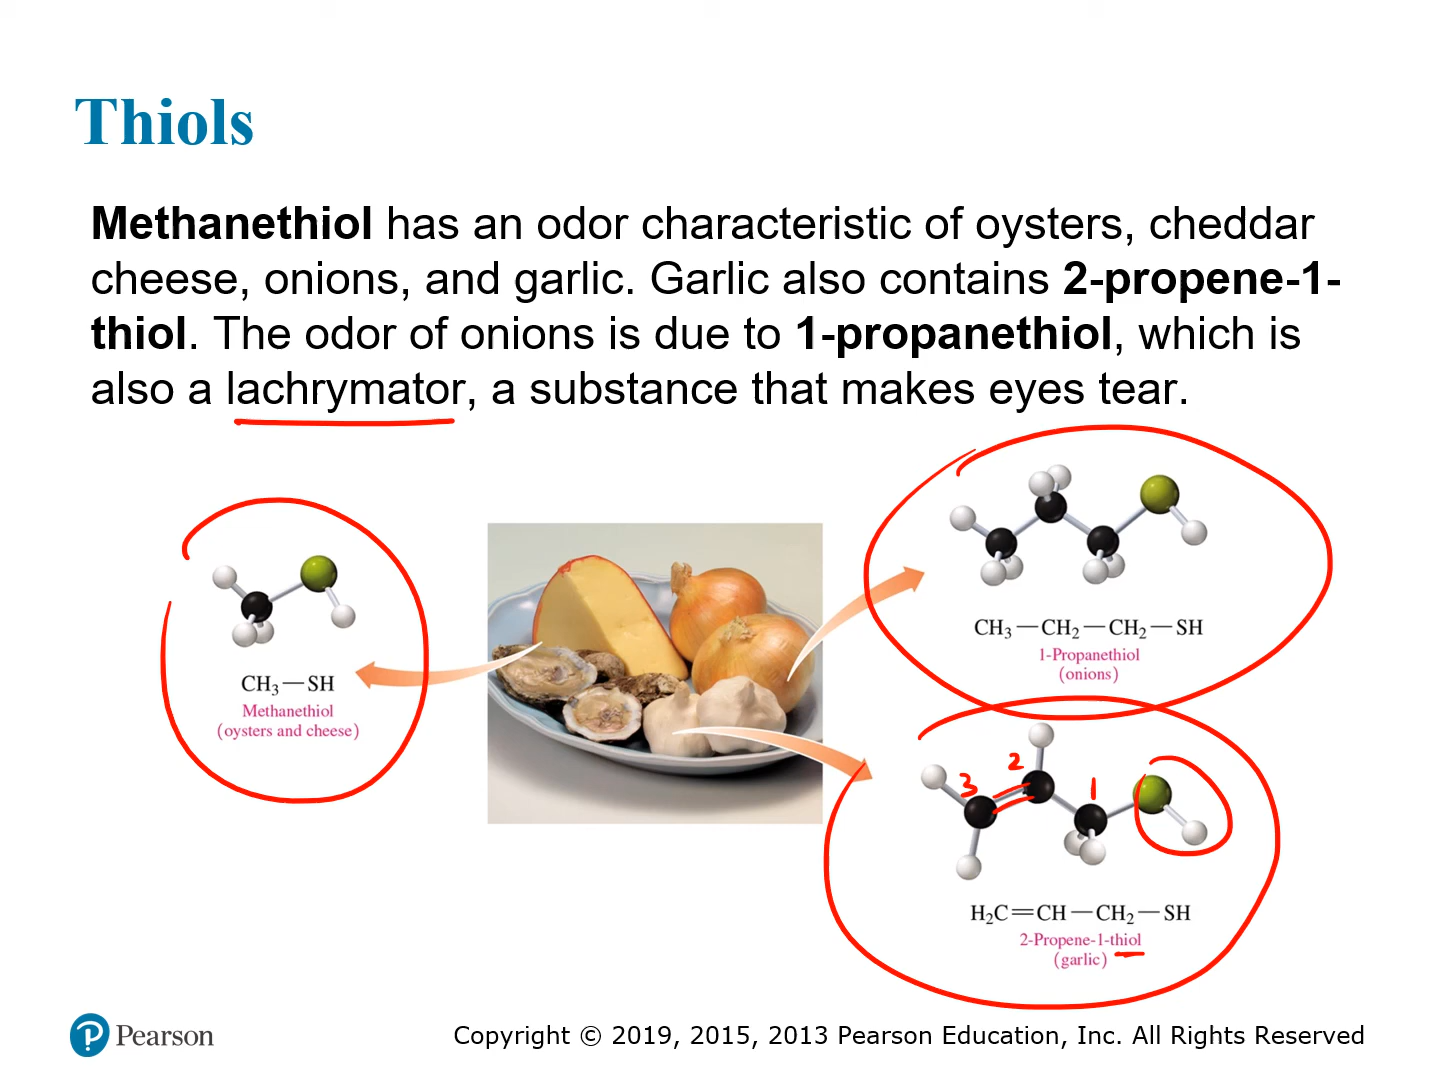 Thiols
Methanethiol has an odor characteristic of oysters, cheddar
cheese, onions, and garlic. Garlic also contains 2-propene-1-
thiol. The odor of onions is due to 1-propanethiol, which is
also a lachrymator, a substance that makes eyes tear.
CH₃—SH
Methanethiol
(oysters and cheese)
CH₃—CH₂—CH₂—SH
1-Propanethiol
(onions)
3 2 1
H₂C=CH—CH₂—SH
2-Propene-1-thiol
(garlic)
P Pearson
Copyright © 2019, 2015, 2013 Pearson Education, Inc. All Rights Reserved